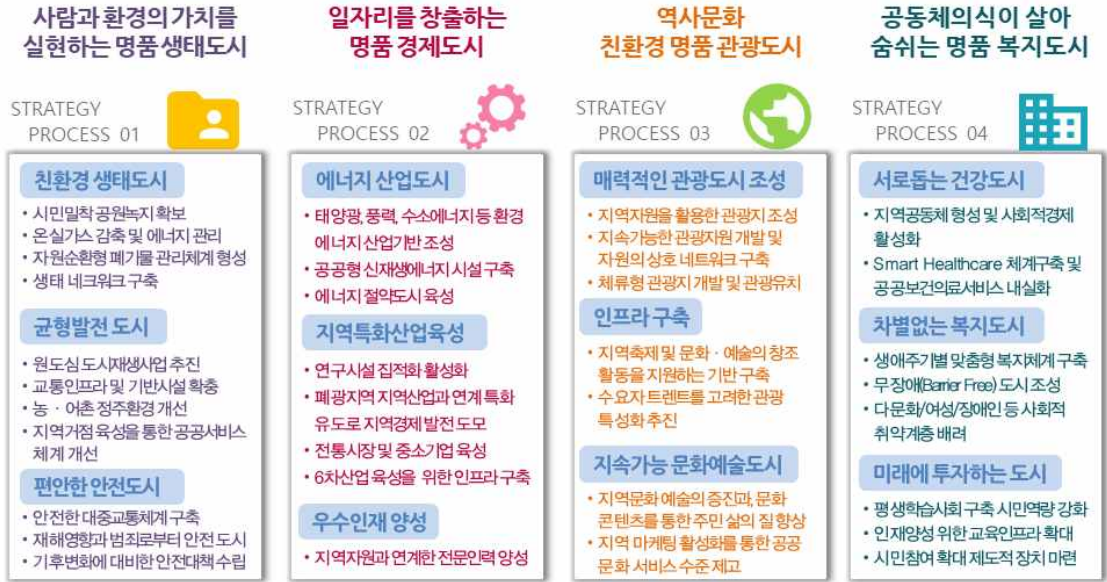 사람과 환경의 가치를
실현하는 명품 생태도시
STRATEGY
PROCESS 01
친환경 생태도시
• 시민밀착 공원녹지 확보
• 온실가스 감축 및 에너지 관리
• 자원순환형 폐기물 관리체계 형성
• 생태 네크워크 구축
균형발전 도시
• 원도심 도시재생사업 추진
• 교통인프라 및 기반시설 확충
• 농 · 어촌 정주환경 개선
• 지역거점 육성을 통한 공공서비스
체계 개선
편안한 안전도시
• 안전한 대중교통체계 구축
• 재해영향과 범죄로부터 안전 도시
• 기후변화에 대비한 안전대책 수립
일자리를 창출하는
명품 경제도시
STRATEGY
PROCESS 02
에너지 산업도시
• 태양광, 풍력, 수소에너지 등 환경
에너지 산업기반 조성
• 공공형 신재생에너지 시설 구축
• 에너지 절약도시 육성
지역특화산업육성
• 연구시설 집적화 활성화
• 폐광지역 지역산업과 연계 특화
유도로 지역경제 발전 도모
• 전통시장 및 중소기업 육성
• 6차산업 육성을 위한 인프라 구축
우수인재 양성
• 지역자원과 연계한 전문인력 양성
역사문화
친환경 명품 관광도시
STRATEGY
PROCESS 03
매력적인 관광도시 조성
• 지역자원을 활용한 관광지 조성
• 지속가능한 관광자원 개발 및
자원의 상호 네트워크 구축
• 체류형 관광지 개발 및 관광유치
인프라 구축
• 지역축제 및 문화 · 예술의 창조
활동을 지원하는 기반 구축
• 수요자 트렌트를 고려한 관광
특성화 추진
지속가능 문화예술도시
• 지역문화 예술의 증진과, 문화
콘텐츠를 통한 주민 삶의 질 향상
• 지역 마케팅 활성화를 통한 공공
문화 서비스 수준 제고
공동체의식이 살아
숨쉬는 명품 복지도시
STRATEGY
PROCESS 04
서로돕는 건강도시
• 지역공동체 형성 및 사회적경제
활성화
• Smart Healthcare 체계구축 및
공공보건의료서비스 내실화
차별없는 복지도시
• 생애주기별 맞춤형 복지체계 구축
• 무장애(Barrier Free) 도시 조성
• 다문화/여성/장애인 등 사회적
취약계층 배려
미래에 투자하는 도시
• 평생학습사회 구축 시민역량 강화
• 인재양성 위한 교육인프라 확대
• 시민참여 확대 제도적 장치 마련